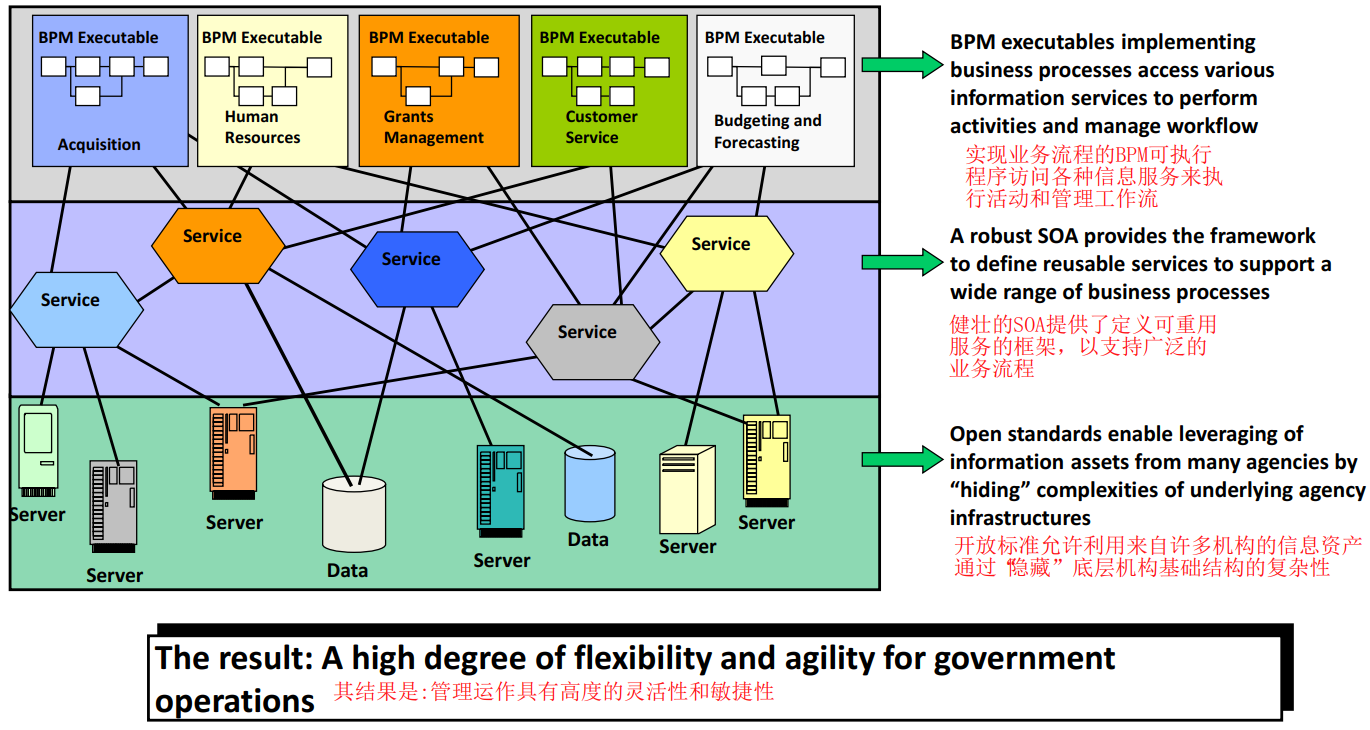 BPM Executable
Acquisition
BPM Executable
Human
Resources
BPM Executable
Grants
Management
BPM Executable
Customer
Service
BPM Executable
Budgeting and
Forecasting
BPM executables implementing
business processes access various
information services to perform
activities and manage workflow
实现业务流程的BPM可执行
程序访问各种信息服务来执
行活动和管理工作流
Service
Service
Service
Service
Service
A robust SOA provides the framework
to define reusable services to support a
wide range of business processes
健壮的SOA提供了定义可重用
服务的框架，以支持广泛的
业务流程
Server
Server
Server
Data
Server
Data
Server
Server
Open standards enable leveraging of
information assets from many agencies by
“hiding” complexities of underlying agency
infrastructures
开放标准允许利用来自许多机构的信息资产
通过“隐藏”底层机构基础结构的复杂性
The result: A high degree of flexibility and agility for government
operations 其结果是:管理运作具有高度的灵活性和敏捷性